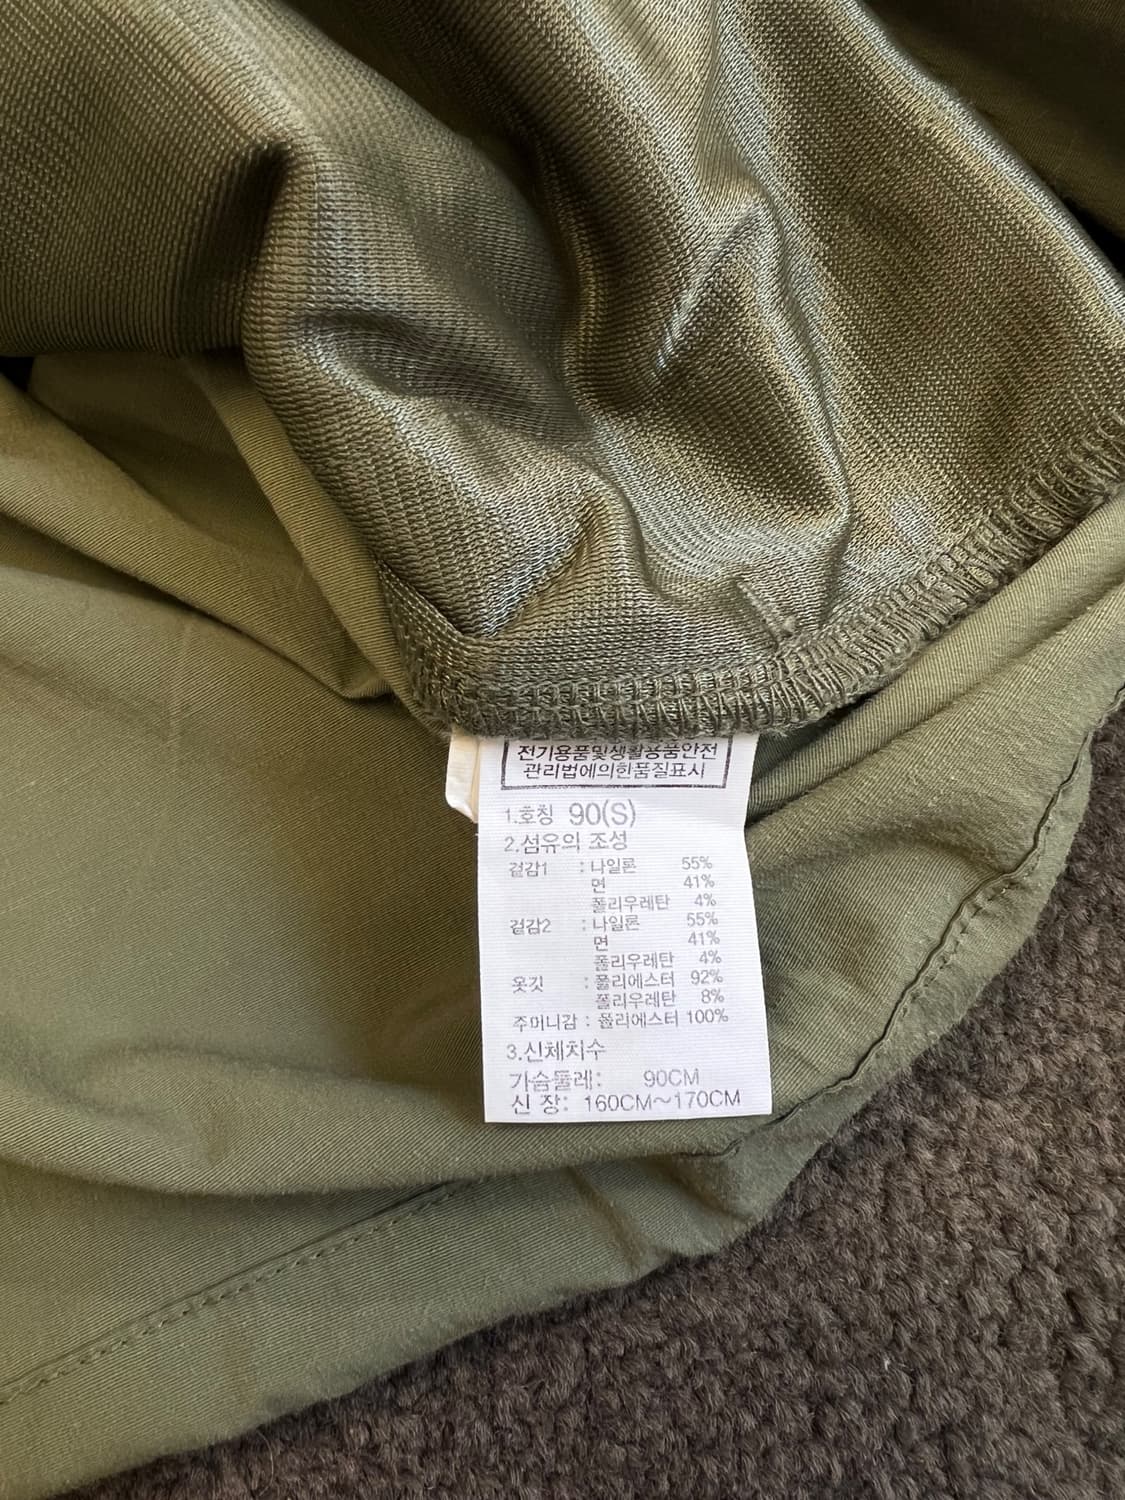 전기용품및생활용품안전
관리법에의한품질표시
1.호칭 90(S)
2.섬유의 조성
겉감1 : 나일론 55%
면 41%
폴리우레탄 4%
겉감2 : 나일론 55%
면 41%
폴리우레탄 4%
옷깃 : 폴리에스터 92%
폴리우레탄 8%
주머니감 : 폴리에스터 100%
3.신체치수
가슴둘레: 90CM
신 장: 160CM~170CM